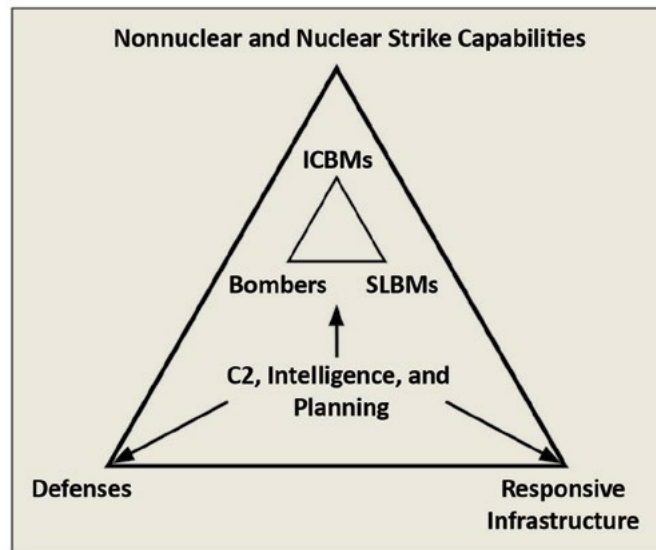 Nonnuclear and Nuclear Strike Capabilities
ICBMs
Bombers
SLBMs
C2, Intelligence, and
Planning
Defenses
Responsive
Infrastructure